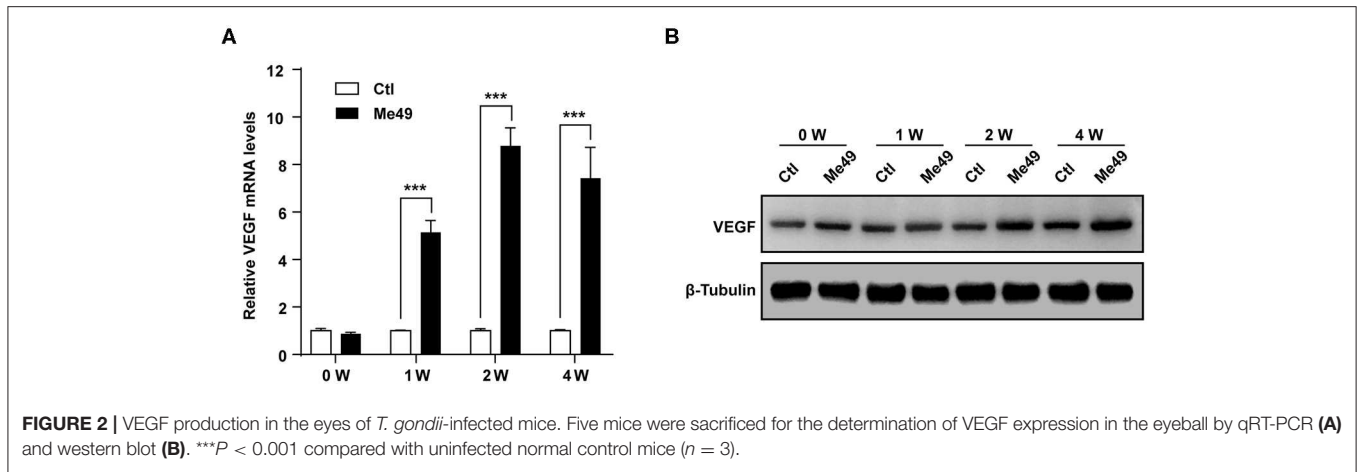 A
12
10
8
6
4
2
0
Relative VEGF mRNA levels
Ctl
Me49
***
***
***
0 W
1 W
2 W
4 W
B
0 W
1 W
2 W
4 W
Ctl
Me49
Ctl
Me49
Ctl
Me49
Ctl
Me49
VEGF
β-Tubulin
FIGURE 2 | VEGF production in the eyes of T. gondii-infected mice. Five mice were sacrificed for the determination of VEGF expression in the eyeball by qRT-PCR (A)
and western blot (B). ***P < 0.001 compared with uninfected normal control mice (n = 3).